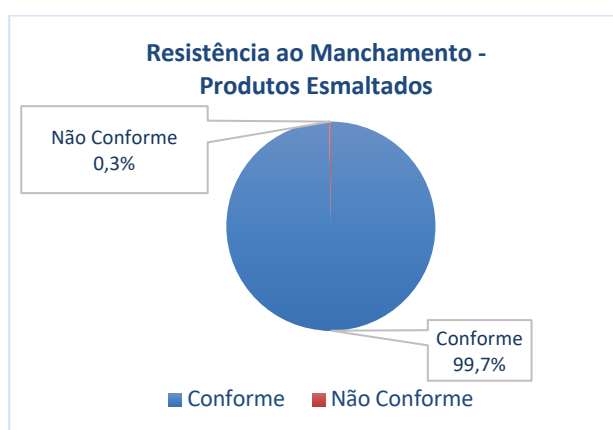 Resistência ao Manchamento -
Produtos Esmaltados
Não Conforme
0,3%
Conforme
99,7%
Conforme
Não Conforme